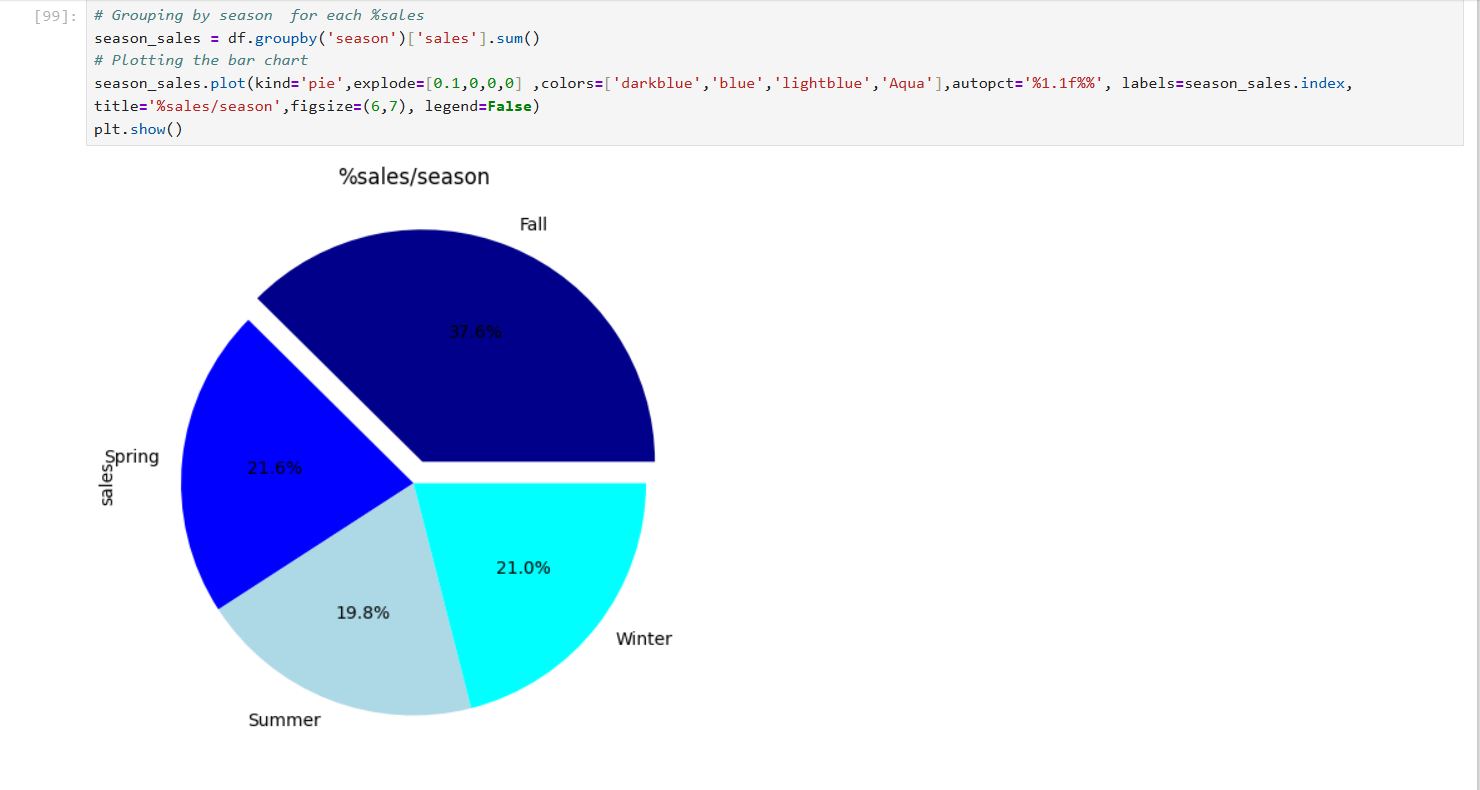 [99]:
# Grouping by season  for each %sales
season_sales = df.groupby('season')['sales'].sum()
# Plotting the bar chart
season_sales.plot(kind='pie',explode=[0.1,0,0,0] ,colors=['darkblue','blue','lightblue','Aqua'],autopct='%1.1f%%', labels=season_sales.index,
title='%sales/season',figsize=(6,7), legend=False)
plt.show()
%sales/season
Fall
37.6%
Spring
21.6%
sales
21.0%
19.8%
Winter
Summer